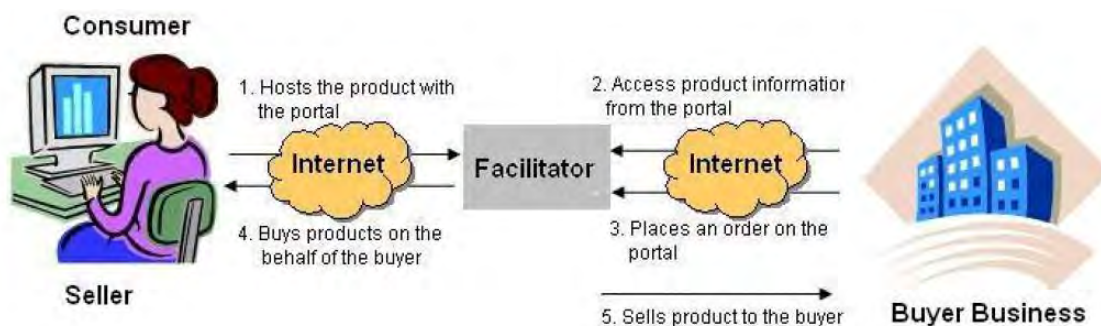 Consumer
1. Hosts the product with
the portal
Internet
4. Buys products on the
behalf of the buyer
Seller
Facilitator
2. Access product information
from the portal
Internet
3. Places an order on the
portal
5. Sells product to the buyer
Buyer Business